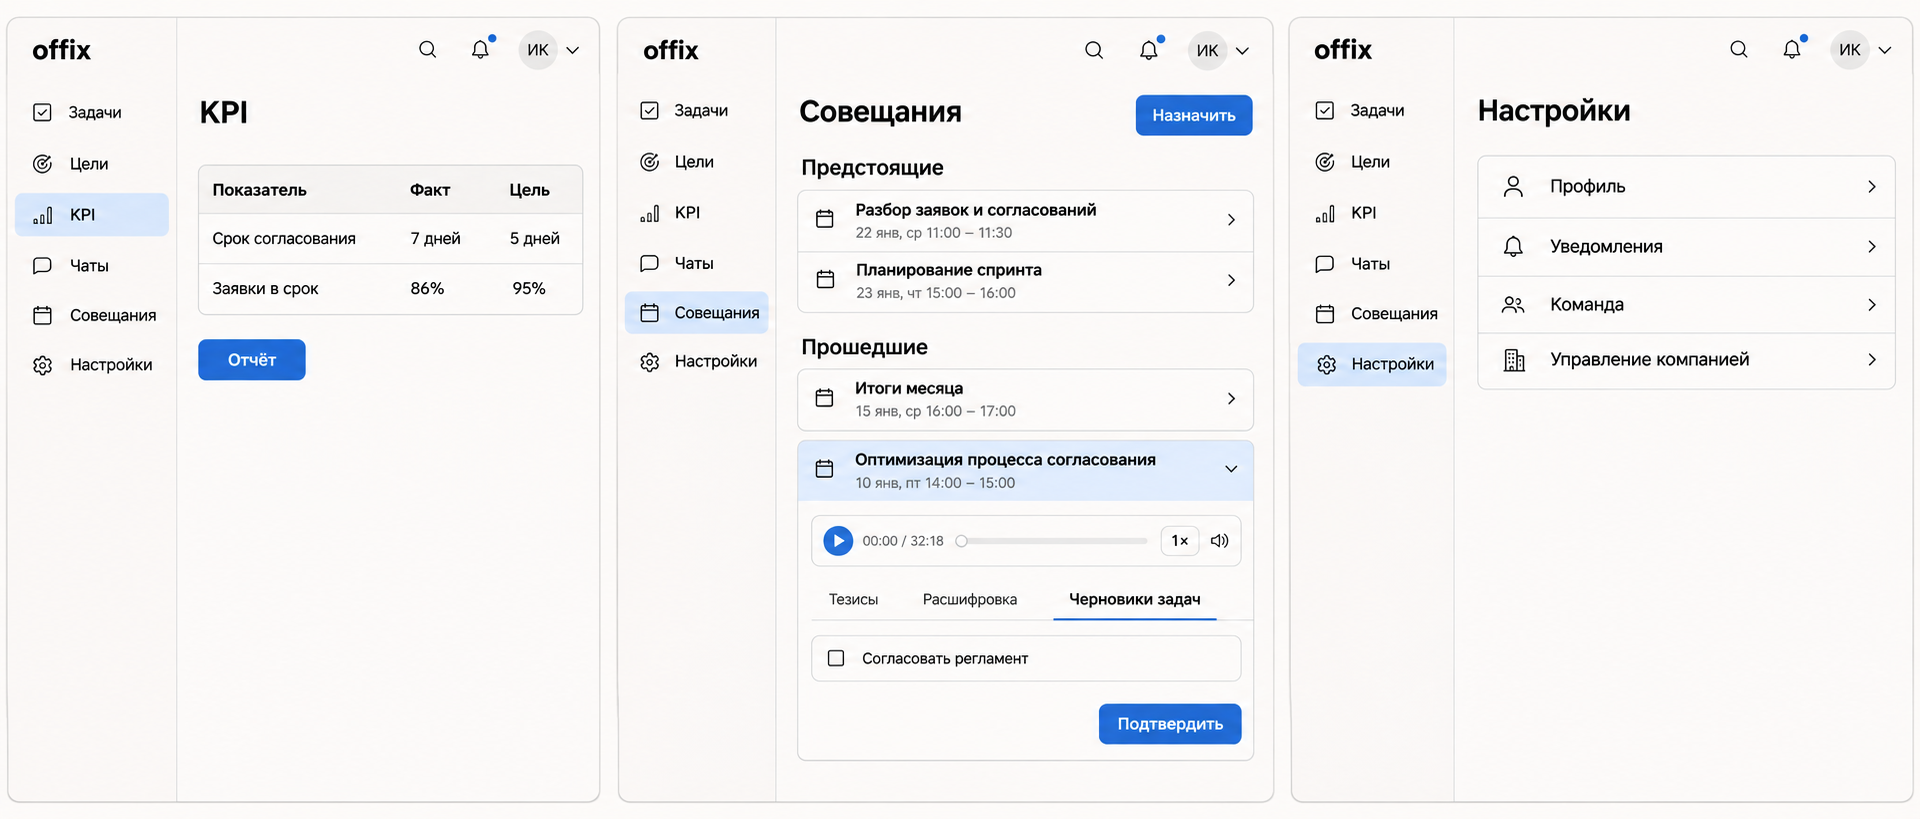 offix
ИК
Задачи
Цели
KPI
Чаты
Совещания
Настройки
KPI
Показатель Факт Цель
Срок согласования 7 дней 5 дней
Заявки в срок 86% 95%
Отчёт
offix
ИК
Задачи
Цели
KPI
Чаты
Совещания
Настройки
Совещания
Назначить
Предстоящие
Разбор заявок и согласований
22 янв, ср 11:00 – 11:30
Планирование спринта
23 янв, чт 15:00 – 16:00
Прошедшие
Итоги месяца
15 янв, ср 16:00 – 17:00
Оптимизация процесса согласования
10 янв, пт 14:00 – 15:00
00:00 / 32:18 1×
Тезисы Расшифровка Черновики задач
Согласовать регламент
Подтвердить
offix
ИК
Задачи
Цели
KPI
Чаты
Совещания
Настройки
Настройки
Профиль
Уведомления
Команда
Управление компанией